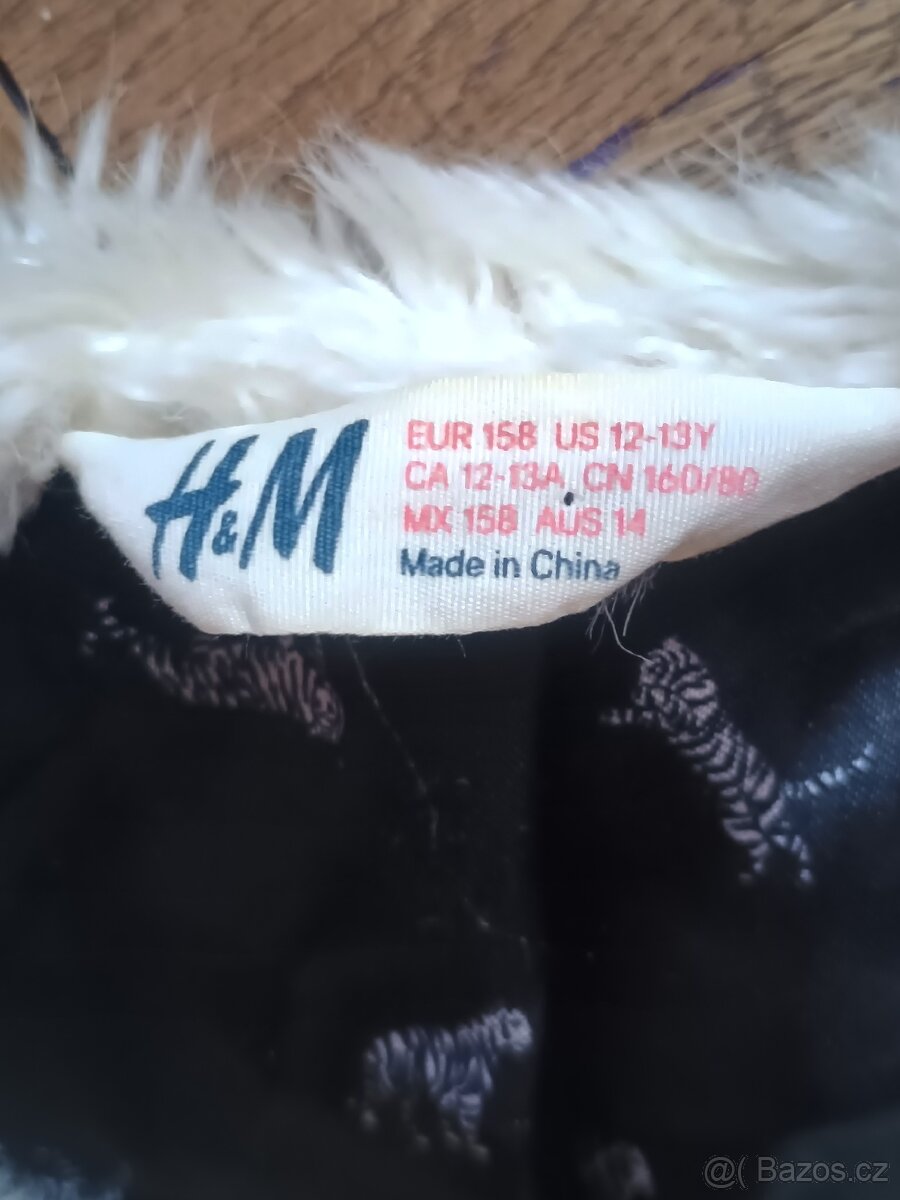 H&M
EUR 158 US 12-13Y
CA 12-13A CN 160/80
MX 158 AUS 14
Made in China
@( Bazos.cz